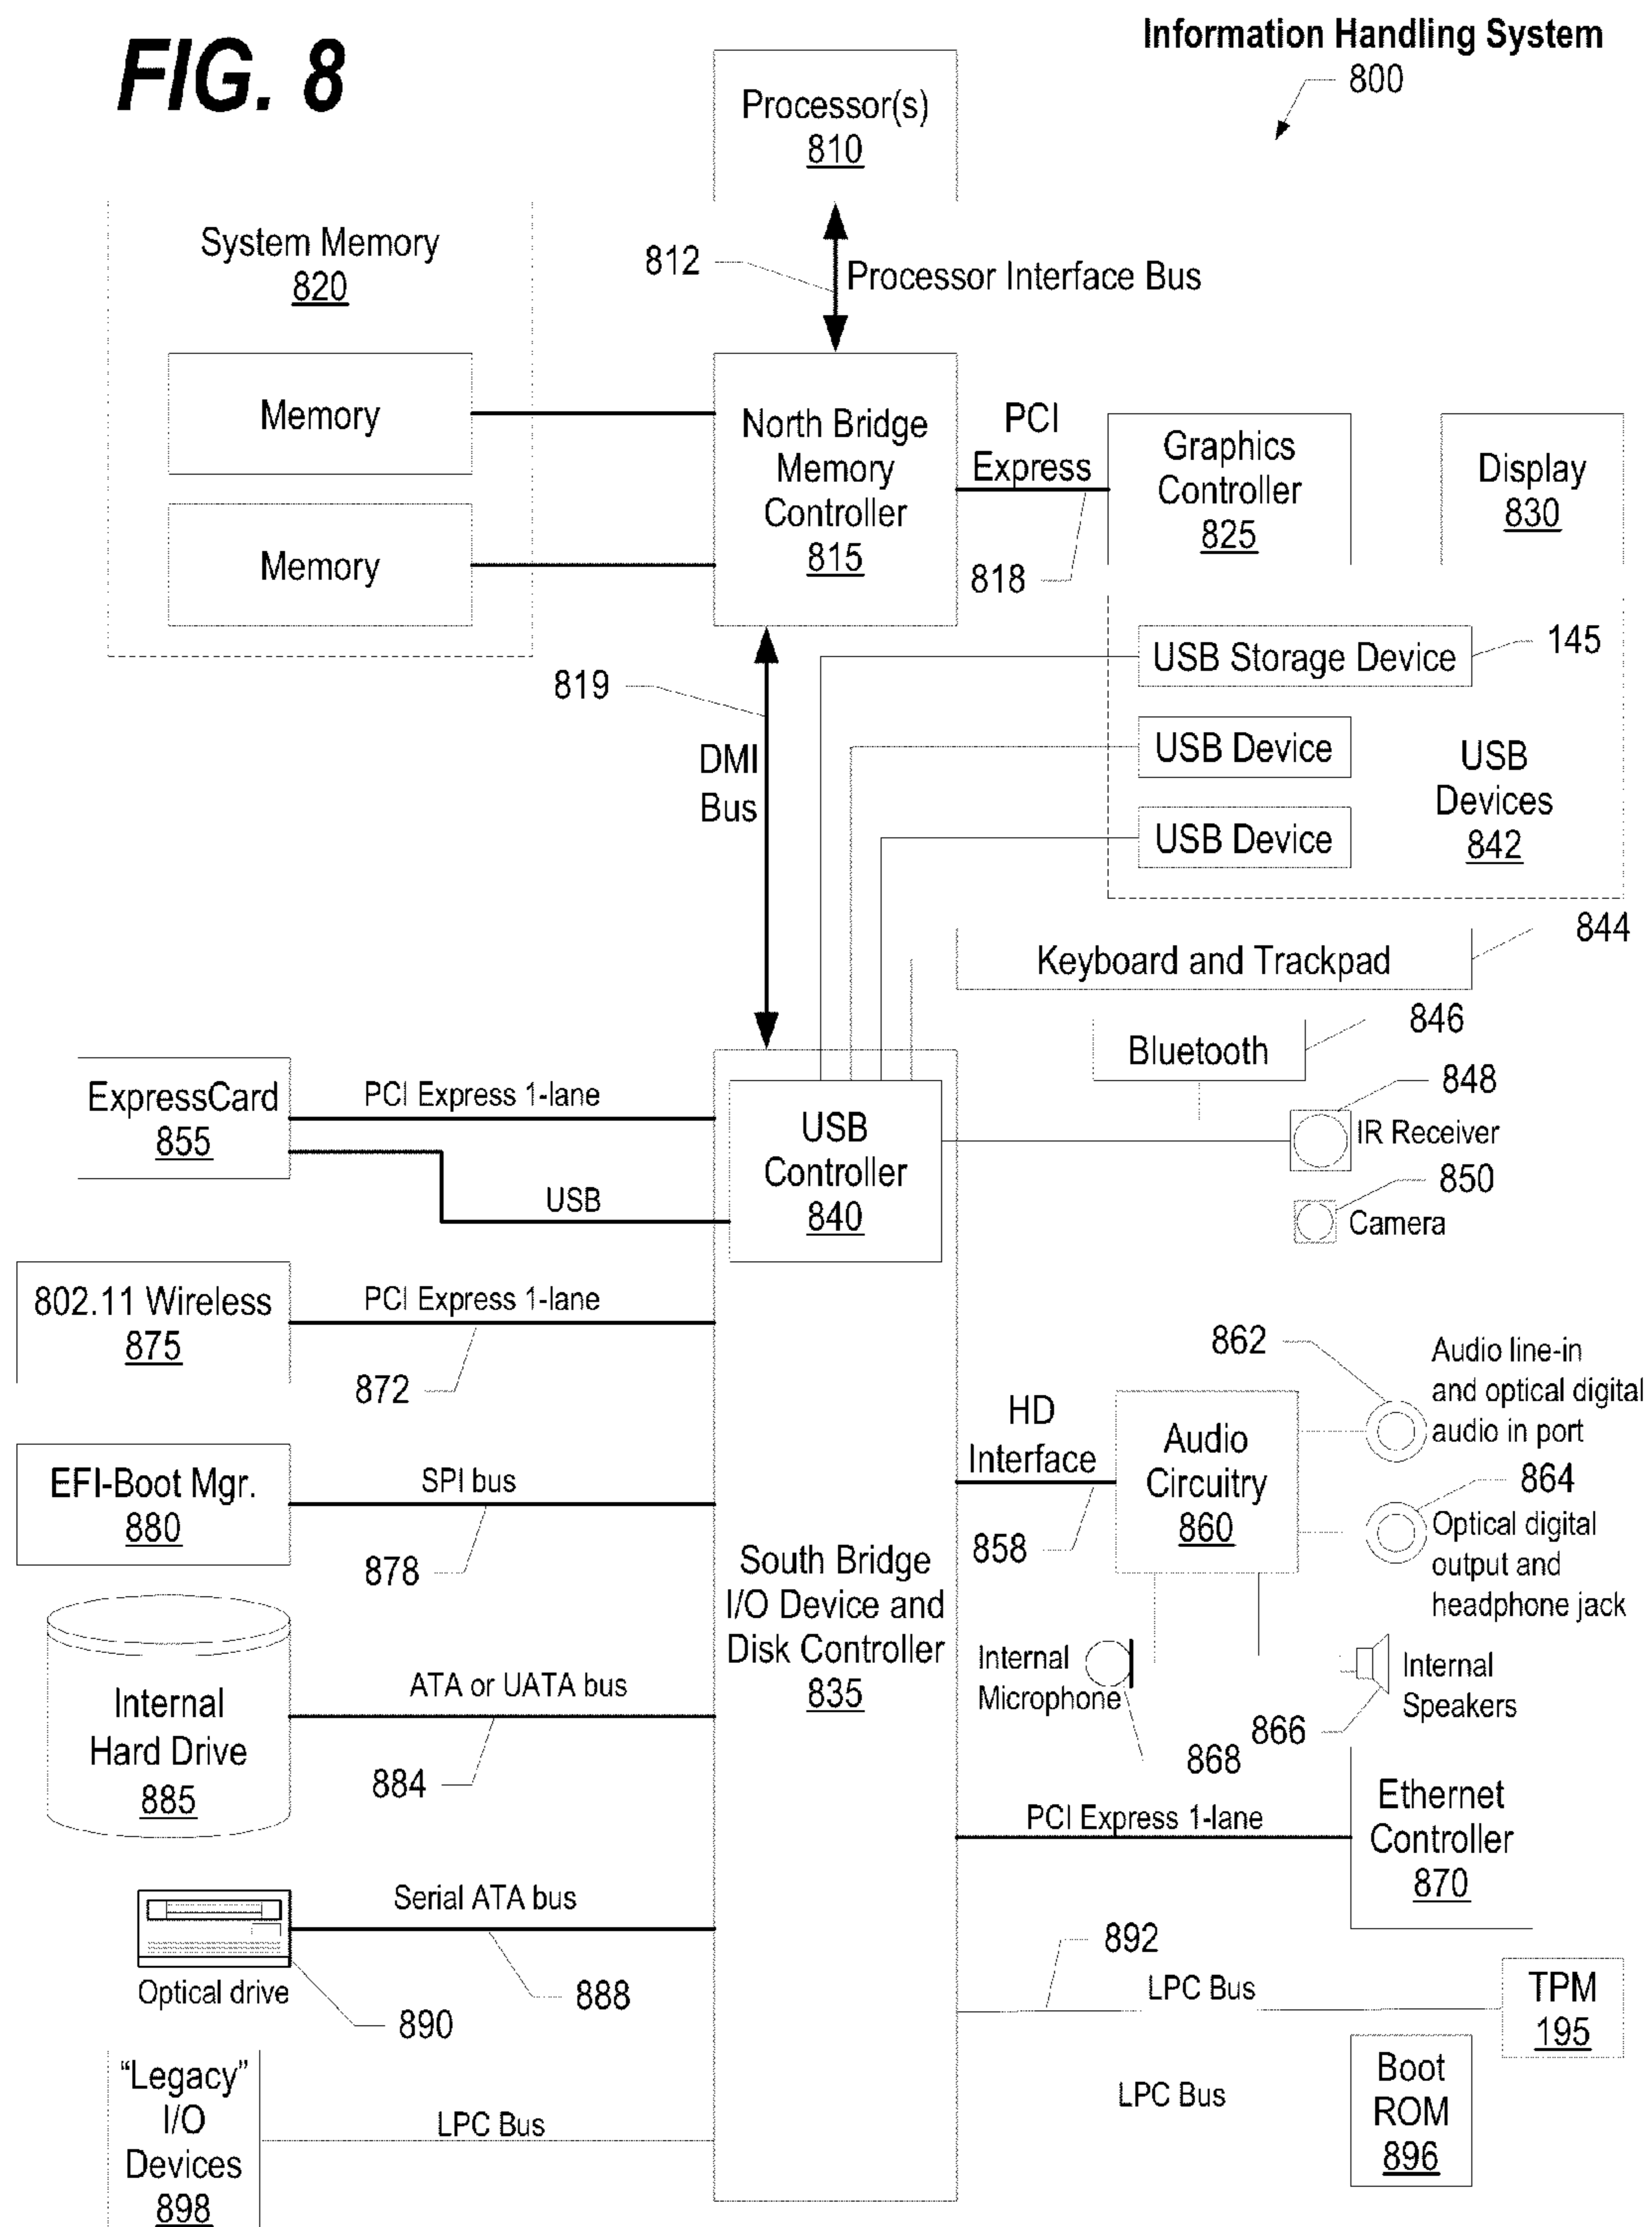 FIG. 8
Information Handling System
800
Processor(s)
810
System Memory
820
812
Processor Interface Bus
Memory
Memory
North Bridge
Memory
Controller
815
PCI
Express
818
Graphics
Controller
825
Display
830
819
DMI
Bus
USB Storage Device
145
USB Device
USB Device
USB
Devices
842
844
Keyboard and Trackpad
846
Bluetooth
848
IR Receiver
850
Camera
ExpressCard
855
PCI Express 1-lane
USB
USB
Controller
840
802.11 Wireless
875
PCI Express 1-lane
872
EFI-Boot Mgr.
880
SPI bus
878
Internal
Hard Drive
885
ATA or UATA bus
884
South Bridge
I/O Device and
Disk Controller
835
HD
Interface
858
Audio
Circuitry
860
862
Audio line-in
and optical digital
audio in port
864
Optical digital
output and
headphone jack
Internal
Microphone
868
866
Internal
Speakers
PCI Express 1-lane
Ethernet
Controller
870
Serial ATA bus
888
Optical drive
890
892
LPC Bus
TPM
195
LPC Bus
Boot
ROM
896
“Legacy”
I/O
Devices
898
LPC Bus